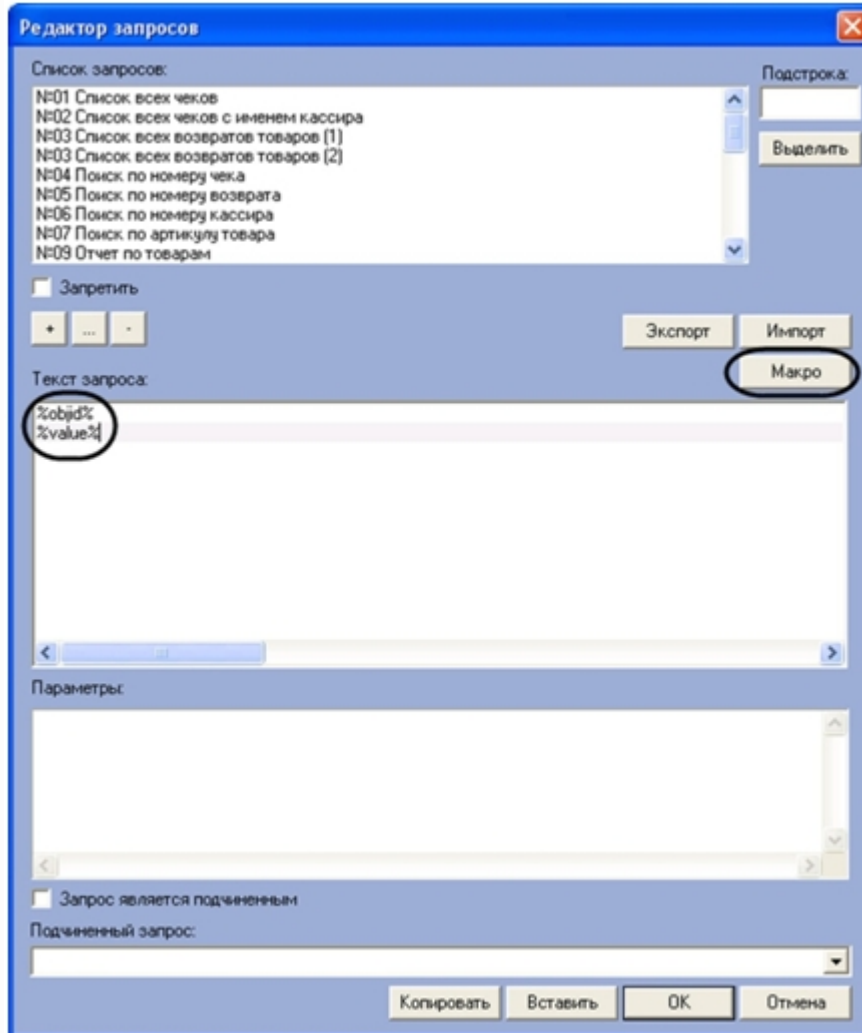 Редактор запросов
Список запросов:
Подстрока:
№01 Список всех чеков
№02 Список всех чеков с именем кассира
№03 Список всех возвратов товаров (1)
№03 Список всех возвратов товаров (2)
№04 Поиск по номеру чека
№05 Поиск по номеру возврата
№06 Поиск по номеру кассира
№07 Поиск по артикулу товара
№09 Отчет по товарам
Выделить
Запретить
+ ... -
Экспорт Импорт
Макро
Текст запроса:
%objid%
%value%
Параметры:
Запрос является подчиненным
Подчиненный запрос:
Копировать Вставить OK Отмена